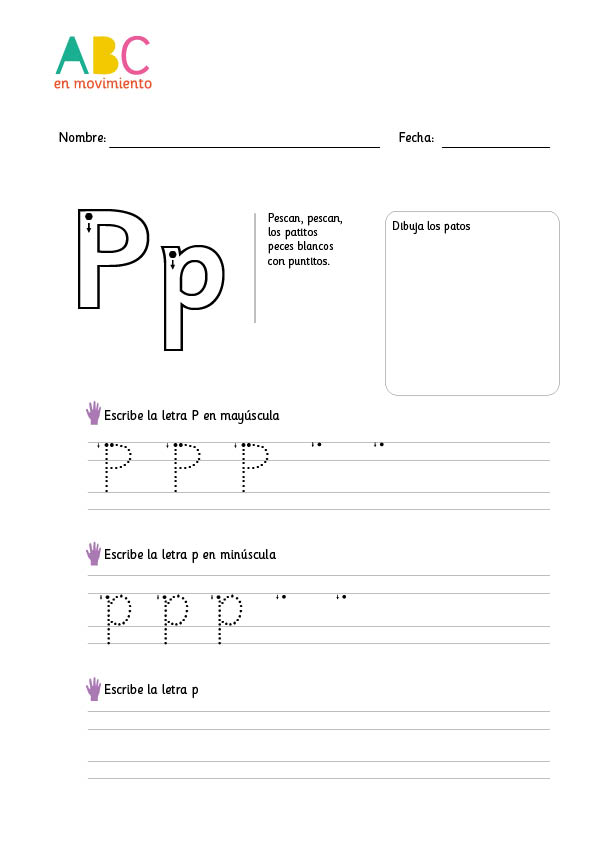 ABC
en movimiento
Nombre: Fecha:
P p
Pescan, pescan,
los patitos
peces blancos
con puntitos.
Dibuja los patos
Escribe la letra P en mayúscula
P P P
Escribe la letra p en minúscula
p p p
Escribe la letra p